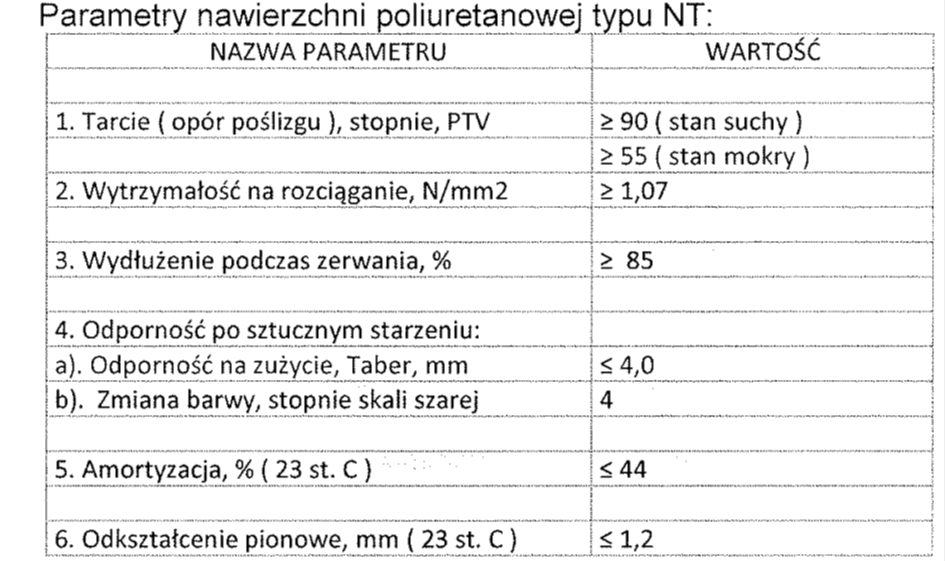 Parametry nawierzchni poliuretanowej typu NT:
NAZWA PARAMETRU WARTOŚĆ
1. Tarcie ( opór poślizgu ), stopnie, PTV ≥ 90 ( stan suchy )
≥ 55 ( stan mokry )
2. Wytrzymałość na rozciąganie, N/mm2 ≥ 1,07
3. Wydłużenie podczas zerwania, % ≥ 85
4. Odporność po sztucznym starzeniu:
a). Odporność na zużycie, Taber, mm ≤ 4,0
b). Zmiana barwy, stopnie skali szarej 4
5. Amortyzacja, % ( 23 st. C ) ≤ 44
6. Odkształcenie pionowe, mm ( 23 st. C ) ≤ 1,2